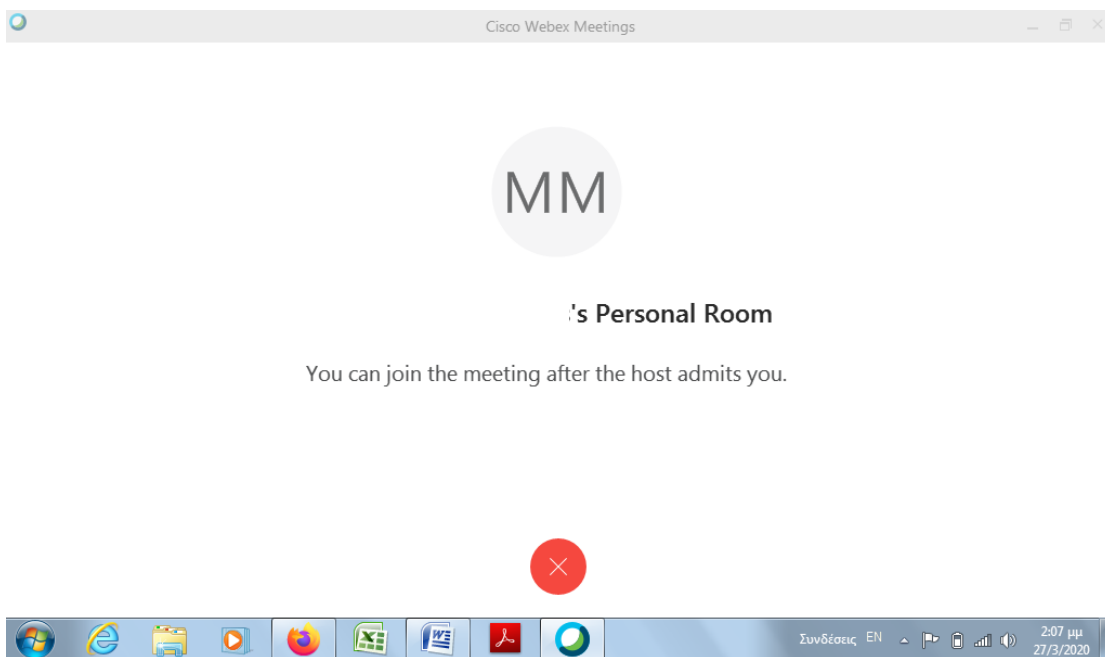 Cisco Webex Meetings
MM
's Personal Room
You can join the meeting after the host admits you.
Συνδέσεις EN
2:07 μμ
27/3/2020